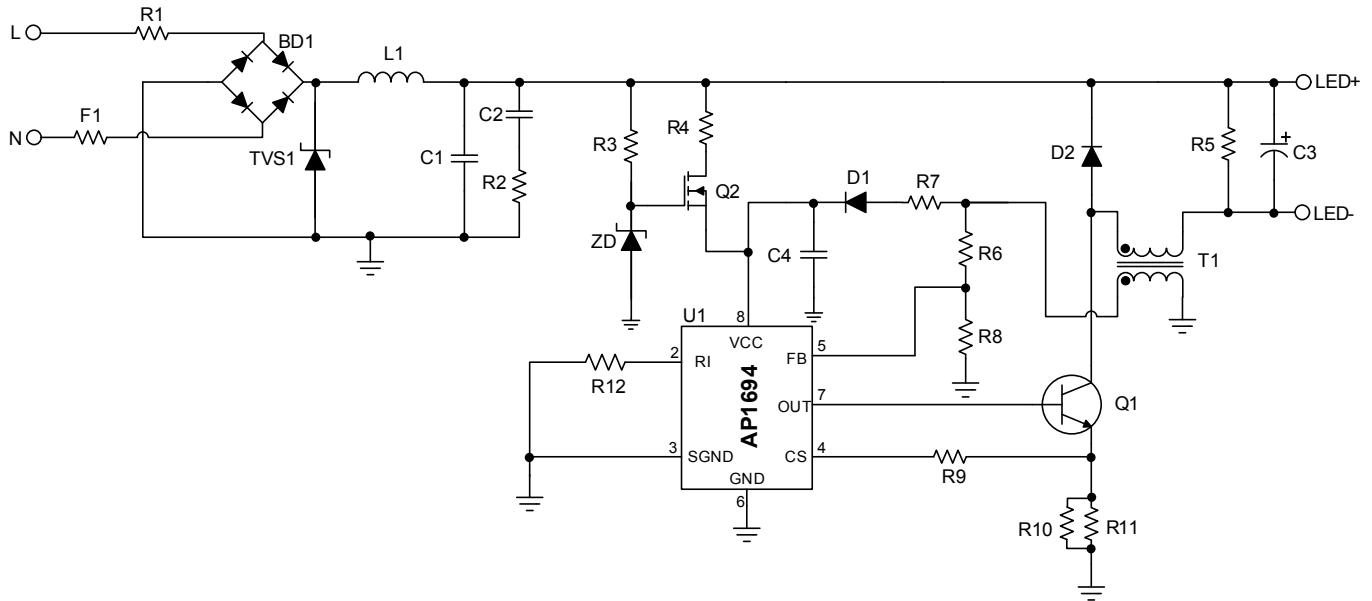 R1
L
BD1
L1
LED+
F1
N
C2
R3
R4
D2
R5
C3
TVS1
C1
R2
Q2
D1
R7
LED-
ZD
C4
R6
T1
U1
8
VCC
R8
2
RI
FB
5
R12
AP1694
OUT
7
Q1
3
SGND
CS
4
R9
GND
6
R10
R11